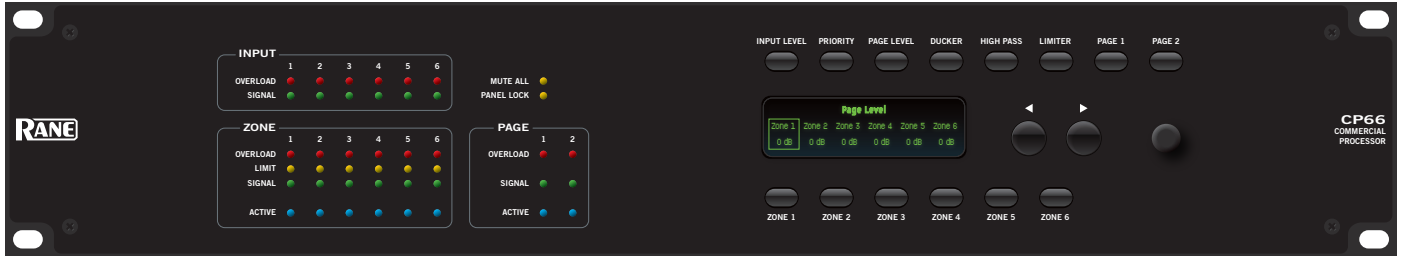 INPUT LEVEL PRIORITY PAGE LEVEL DUCKER HIGH PASS LIMITER PAGE 1 PAGE 2
INPUT
1 2 3 4 5 6
OVERLOAD
SIGNAL
MUTE ALL
PANEL LOCK
Page Level
Zone 1 Zone 2 Zone 3 Zone 4 Zone 5 Zone 6
0 dB 0 dB 0 dB 0 dB 0 dB 0 dB
RANE
ZONE
1 2 3 4 5 6
OVERLOAD
LIMIT
SIGNAL
ACTIVE
PAGE
1 2
OVERLOAD
SIGNAL
ACTIVE
CP66
COMMERCIAL
PROCESSOR
ZONE 1 ZONE 2 ZONE 3 ZONE 4 ZONE 5 ZONE 6